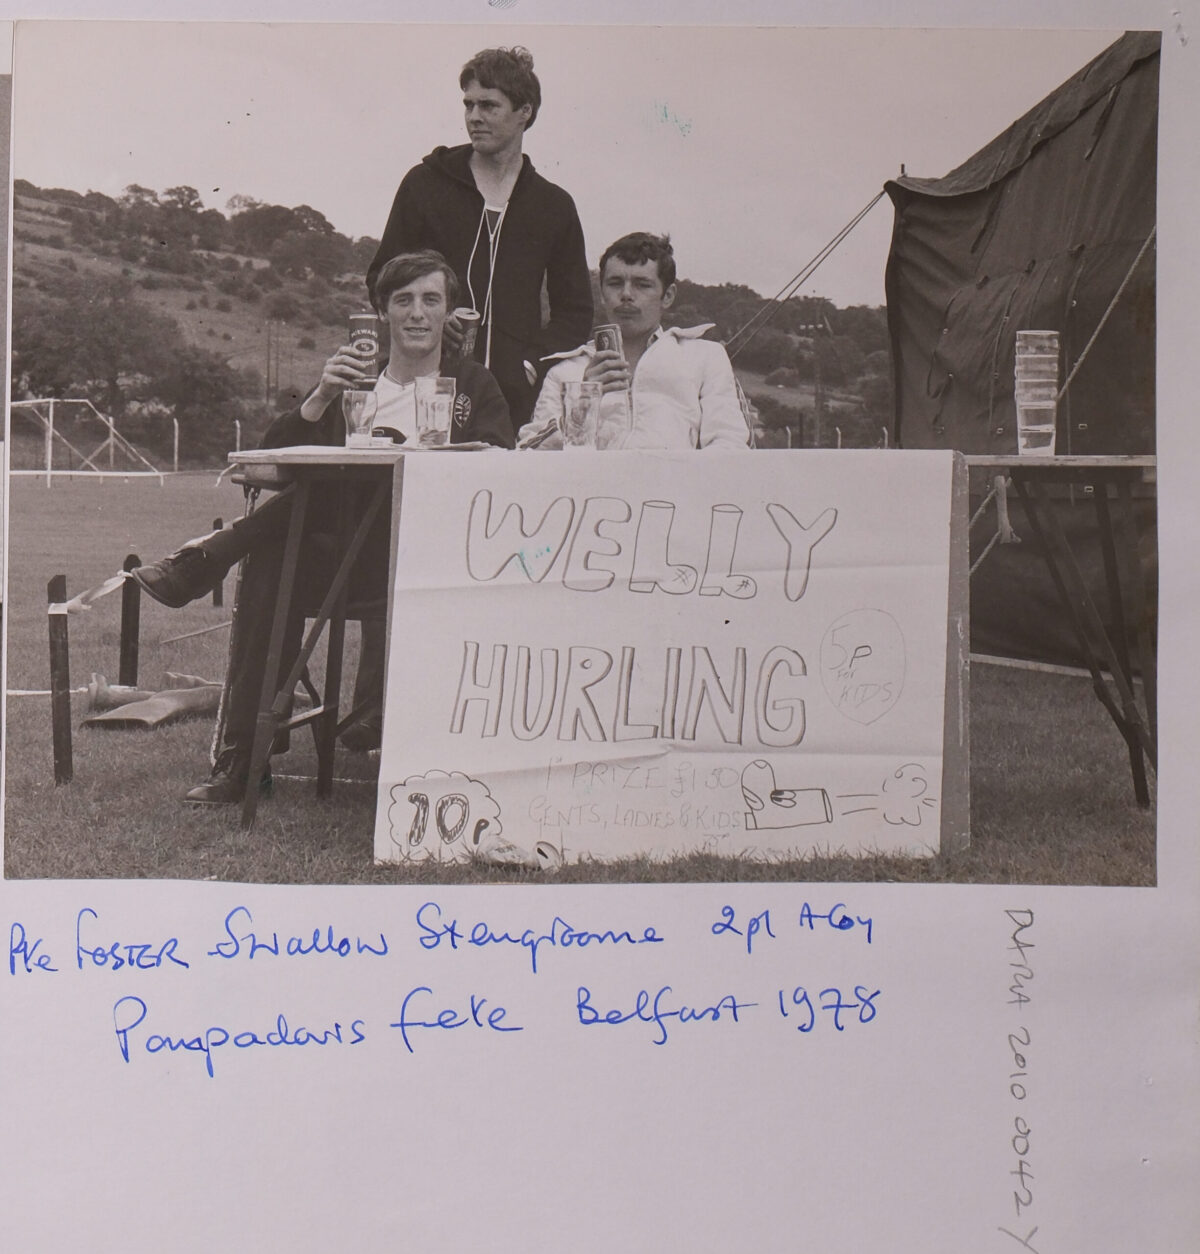 McEWAN'S
WELLY
HURLING
5P
FOR
KIDS
1ST PRIZE £1.50
GENTS, LADIES & KIDS
10P
Pte FOSTER Swallow Stengroome 2pl A Coy
Pompadours fete Belfast 1978
2010 0042 Y